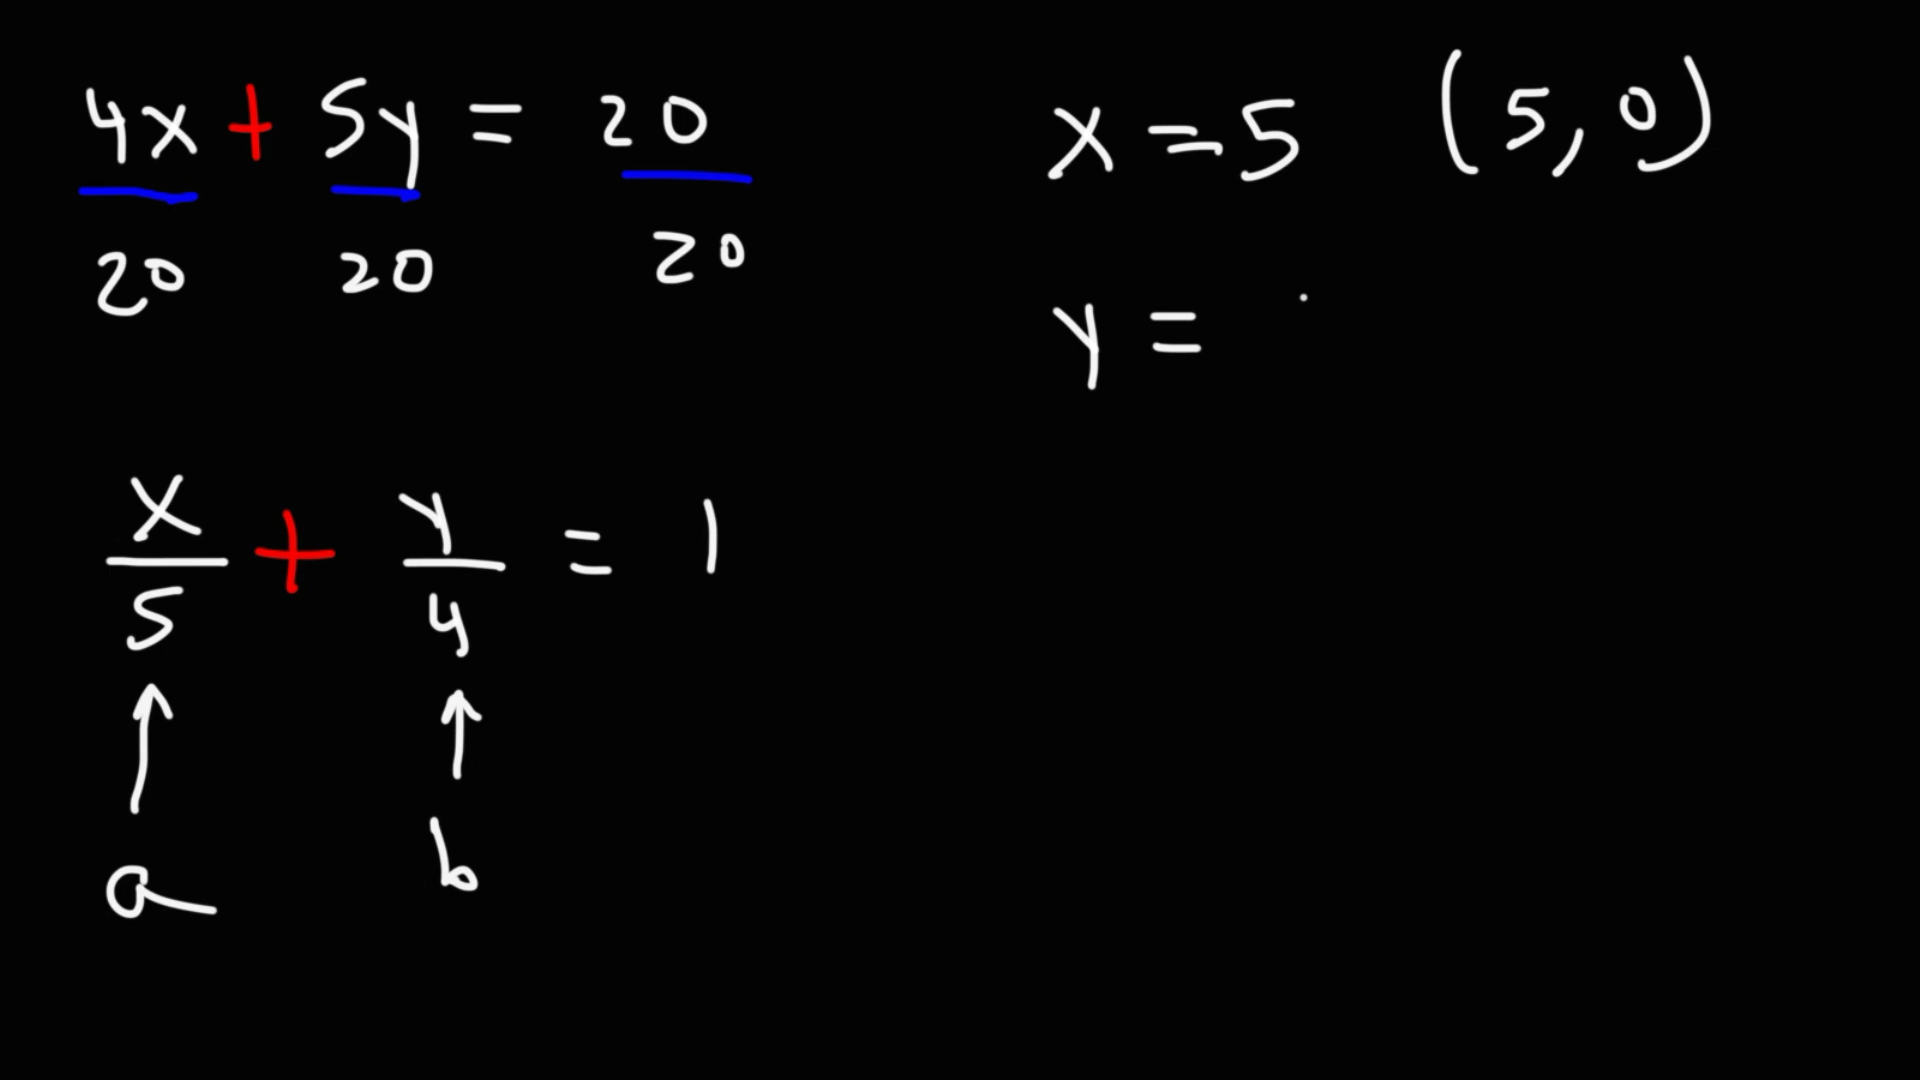 4x + 5y = 20
20 20 20
x/5 + y/4 = 1
a b
x = 5 (5, 0)
y =